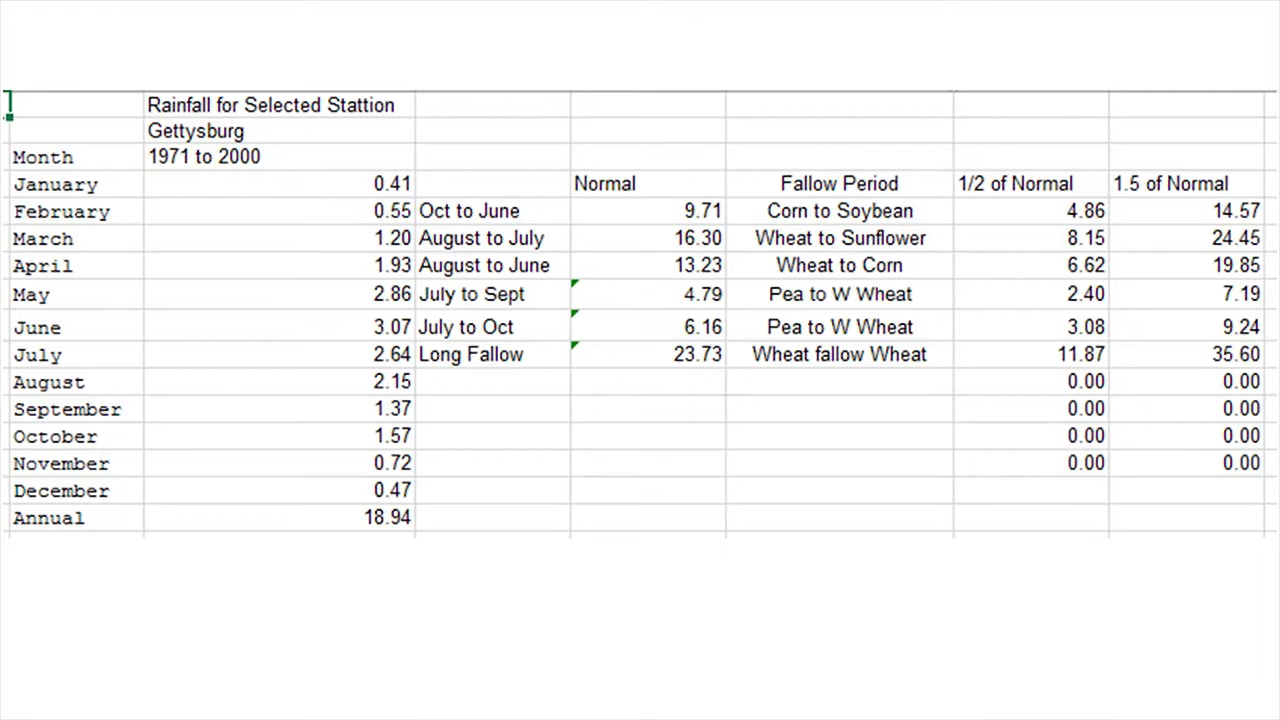 Rainfall for Selected Stattion
Gettysburg
Month 1971 to 2000
January 0.41 Normal Fallow Period 1/2 of Normal 1.5 of Normal
February 0.55 Oct to June 9.71 Corn to Soybean 4.86 14.57
March 1.20 August to July 16.30 Wheat to Sunflower 8.15 24.45
April 1.93 August to June 13.23 Wheat to Corn 6.62 19.85
May 2.86 July to Sept 4.79 Pea to W Wheat 2.40 7.19
June 3.07 July to Oct 6.16 Pea to W Wheat 3.08 9.24
July 2.64 Long Fallow 23.73 Wheat fallow Wheat 11.87 35.60
August 2.15 0.00 0.00
September 1.37 0.00 0.00
October 1.57 0.00 0.00
November 0.72 0.00 0.00
December 0.47
Annual 18.94